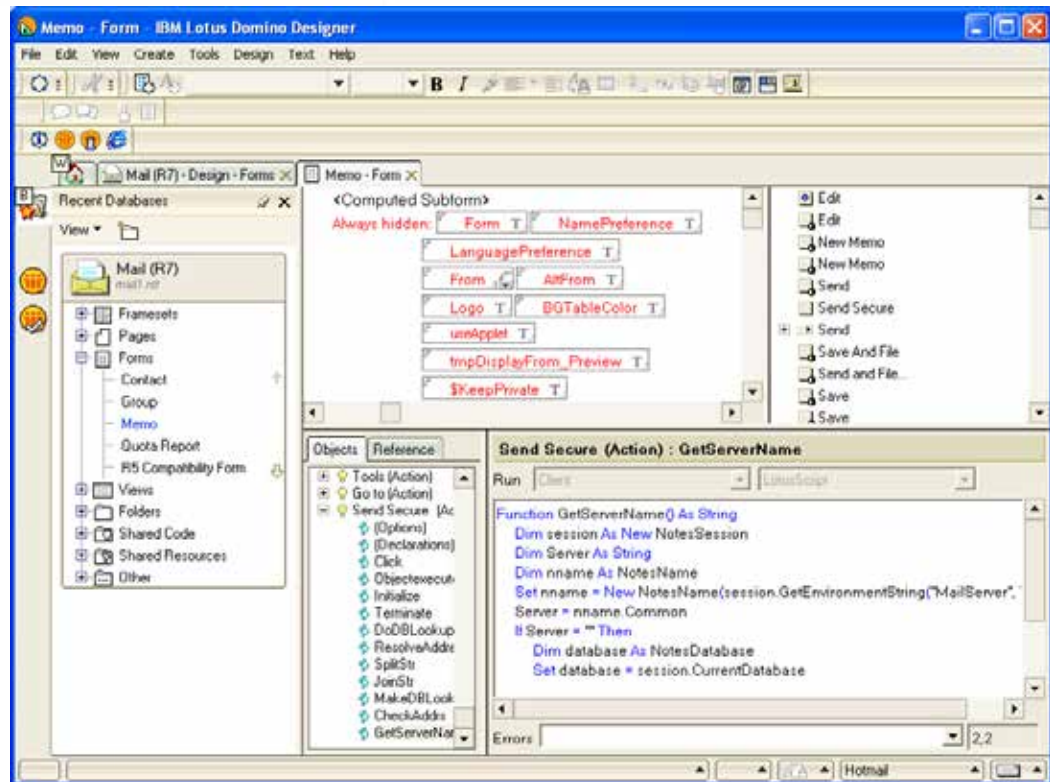 Memo - Form - IBM Lotus Domino Designer
File Edit View Create Tools Design Text Help
B I
W
Mail (R7) - Design - Forms
Memo - Form
B
Recent Databases
View
Mail (R7)
Framesets
Pages
Forms
Contact
Group
Memo
Quota Report
R5 Compatibility Form
Views
Folders
Shared Code
Shared Resources
Other
<Computed Subform>
Always hidden: Form T NamePreference T
LanguagePreference T
From AltFrom T
Logo T BGTableColor T
useApplet T
tmpDisplayFrom_Preview T
$KeepPrivate T
Edit
Edit
New Memo
New Memo
Send
Send Secure
Send
Save And File
Send and File...
Save
Save
Objects Reference
Tools (Action)
Go to (Action)
Send Secure (Ac
(Options)
(Declarations)
Click
Objectexecut
Initialize
Terminate
DoDBLookup
ResolveAddre
SplitStr
JoinStr
MakeDBLook
CheckAddrs
GetServerNar
Send Secure (Action) : GetServerName
Run Client LotusScript
Function GetServerName() As String
Dim session As New NotesSession
Dim Server As String
Dim nname As NotesName
Set nname = New NotesName(session.GetEnvironmentString("MailServer",
Server = nname.Common
If Server = "" Then
Dim database As NotesDatabase
Set database = session.CurrentDatabase
Errors 2,2
Hotmail